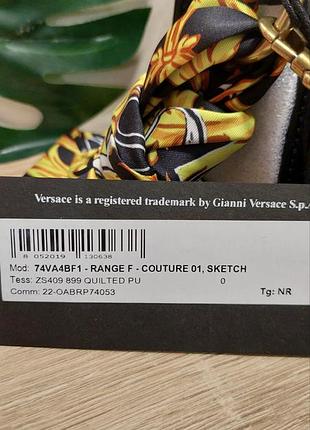 Versace is a registered trademark by Gianni Versace S.p.
8 052019 130638
Mod: 74VA4BF1 - RANGE F - COUTURE 01, SKETCH
Tess: ZS409 899 QUILTED PU 0
Comm: 22-OABRP74053 Tg: NR